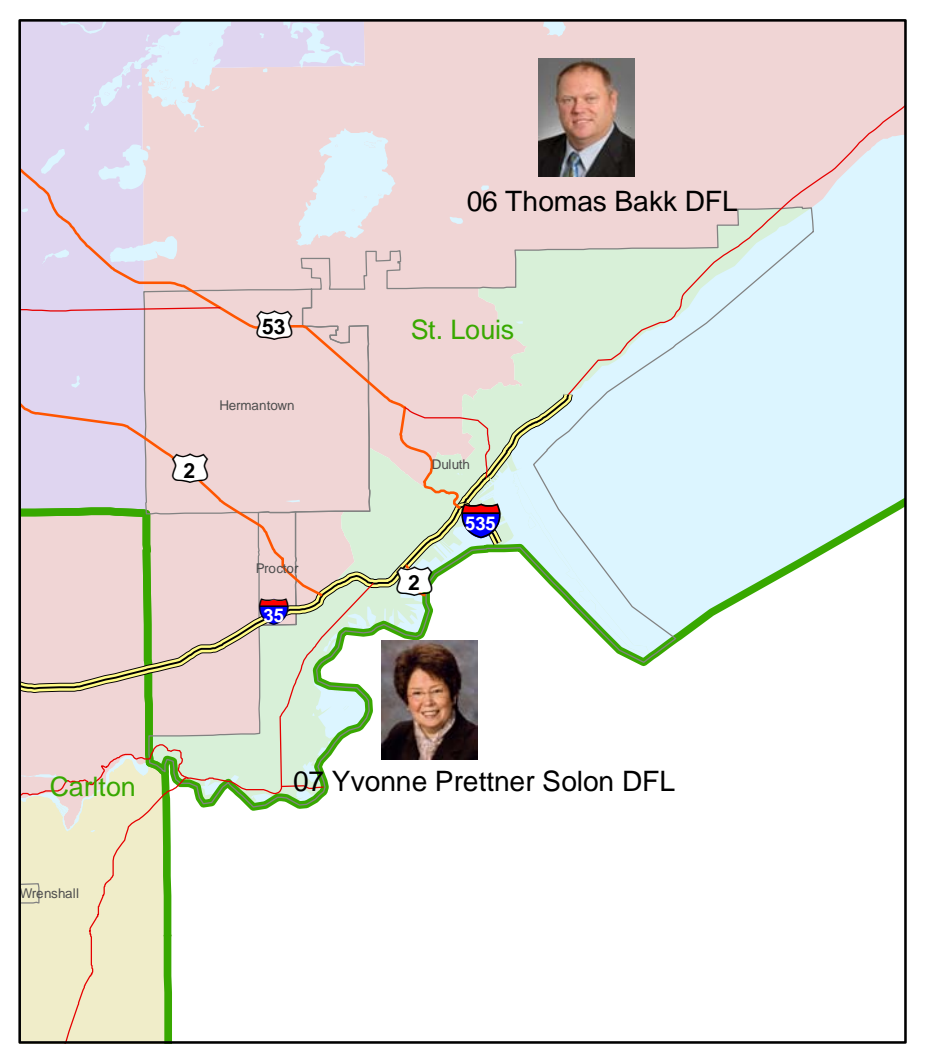 06 Thomas Bakk DFL
53
St. Louis
Hermantown
2
Duluth
535
Proctor
2
35
07 Yvonne Prettner Solon DFL
Carlton
Wrenshall